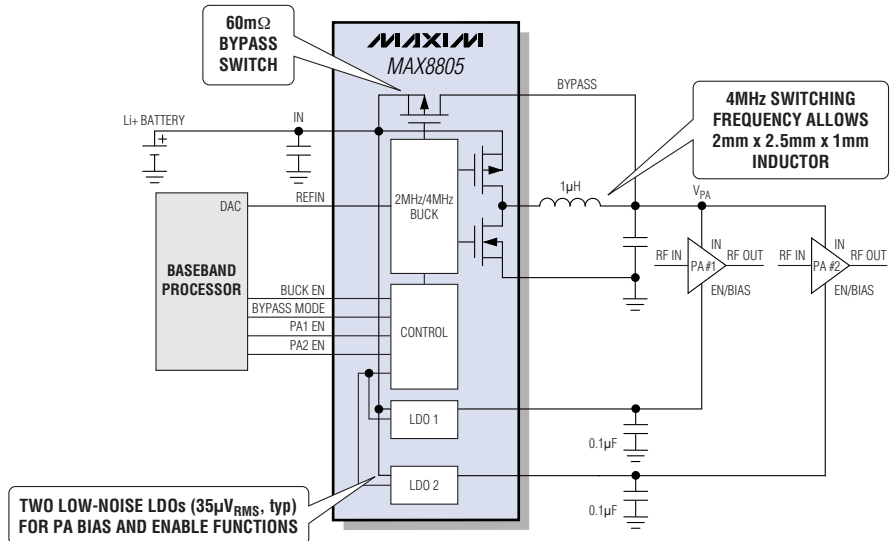 60mΩ
BYPASS
SWITCH
MAXIM
MAX8805
BYPASS
4MHz SWITCHING
FREQUENCY ALLOWS
2mm x 2.5mm x 1mm
INDUCTOR
Li+ BATTERY
IN
+
DAC
REFIN
2MHz/4MHz
BUCK
1µH
VPA
IN
RF IN
RF OUT
PA #1
EN/BIAS
IN
RF IN
RF OUT
PA #2
EN/BIAS
BASEBAND
PROCESSOR
BUCK EN
BYPASS MODE
PA1 EN
PA2 EN
CONTROL
LDO 1
0.1µF
LDO 2
0.1µF
TWO LOW-NOISE LDOs (35µVRMS, typ)
FOR PA BIAS AND ENABLE FUNCTIONS